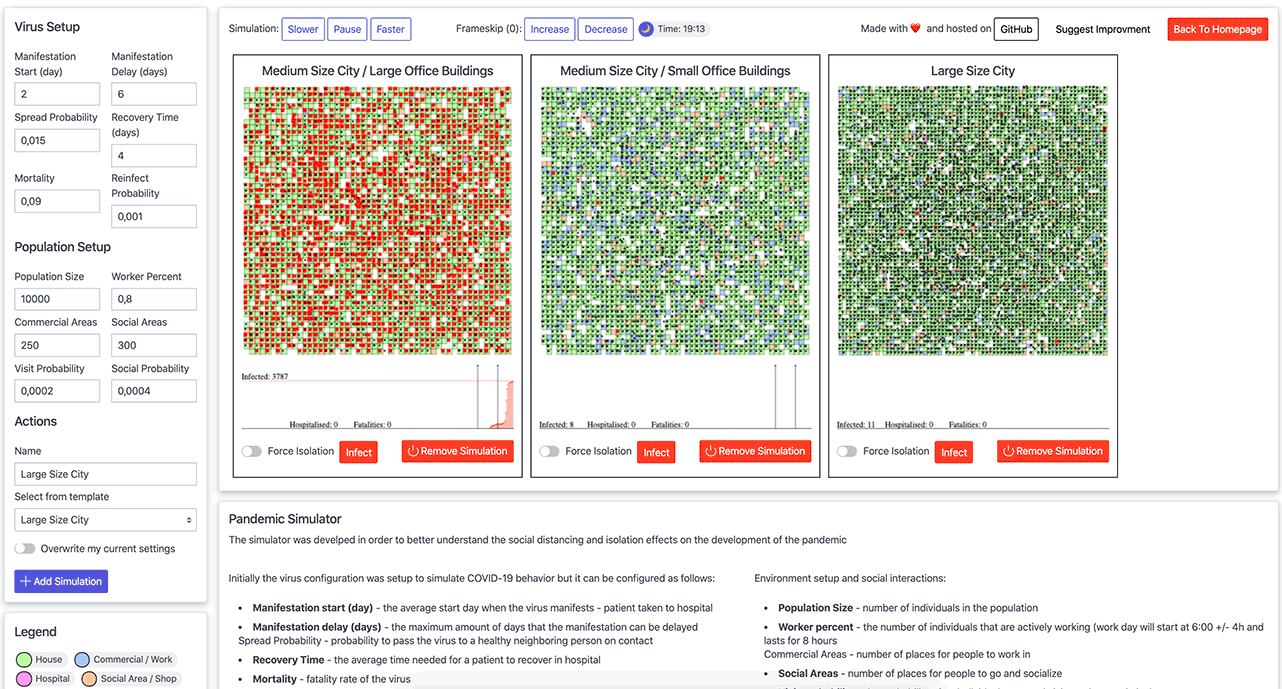 Virus Setup
Manifestation Start (day)
2
Manifestation Delay (days)
6
Spread Probability
0,015
Recovery Time (days)
4
Mortality
0,09
Reinfect Probability
0,001
Population Setup
Population Size
10000
Worker Percent
0,8
Commercial Areas
250
Social Areas
300
Visit Probability
0,0002
Social Probability
0,0004
Actions
Name
Large Size City
Select from template
Large Size City
Overwrite my current settings
Add Simulation
Legend
House
Commercial / Work
Hospital
Social Area / Shop
Simulation: Slower Pause Faster
Frameskip (0): Increase Decrease
Time: 19:13
Made with ❤️ and hosted on GitHub
Suggest Improvment
Back To Homepage
Medium Size City / Large Office Buildings
Infected: 3787
Hospitalised: 0 Fatalities: 0
Force Isolation Infect Remove Simulation
Medium Size City / Small Office Buildings
Infected: 8 Hospitalised: 0 Fatalities: 0
Force Isolation Infect Remove Simulation
Large Size City
Infected: 11 Hospitalised: 0 Fatalities: 0
Force Isolation Infect Remove Simulation
Pandemic Simulator
The simulator was develped in order to better understand the social distancing and isolation effects on the development of the pandemic
Initially the virus configuration was setup to simulate COVID-19 behavior but it can be configured as follows:
• Manifestation start (day) - the average start day when the virus manifests - patient taken to hospital
• Manifestation delay (days) - the maximum amount of days that the manifestation can be delayed
Spread Probability - probability to pass the virus to a healthy neighboring person on contact
• Recovery Time - the average time needed for a patient to recover in hospital
• Mortality - fatality rate of the virus
Environment setup and social interactions:
• Population Size - number of individuals in the population
• Worker percent - the number of individuals that are actively working (work day will start at 6:00 +/- 4h and
lasts for 8 hours
Commercial Areas - number of places for people to work in
• Social Areas - number of places for people to go and socialize